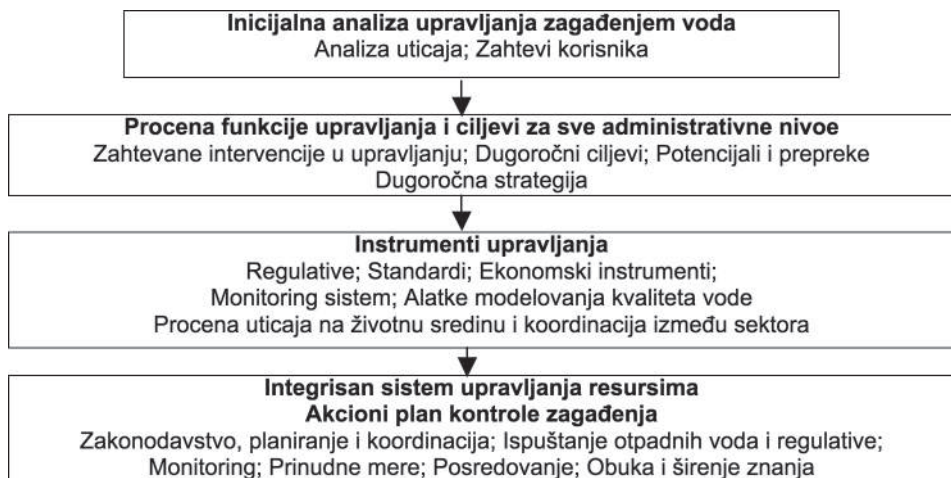 Inicijalna analiza upravljanja zagađenjem voda
Analiza uticaja; Zahtevi korisnika
Procena funkcije upravljanja i ciljevi za sve administrativne nivoe
Zahtevane intervencije u upravljanju; Dugoročni ciljevi; Potencijali i prepreke
Dugoročna strategija
Instrumenti upravljanja
Regulative; Standardi; Ekonomski instrumenti;
Monitoring sistem; Alatke modelovanja kvaliteta vode
Procena uticaja na životnu sredinu i koordinacija između sektora
Integrisan sistem upravljanja resursima
Akcioni plan kontrole zagađenja
Zakonodavstvo, planiranje i koordinacija; Ispuštanje otpadnih voda i regulative;
Monitoring; Prinudne mere; Posredovanje; Obuka i širenje znanja